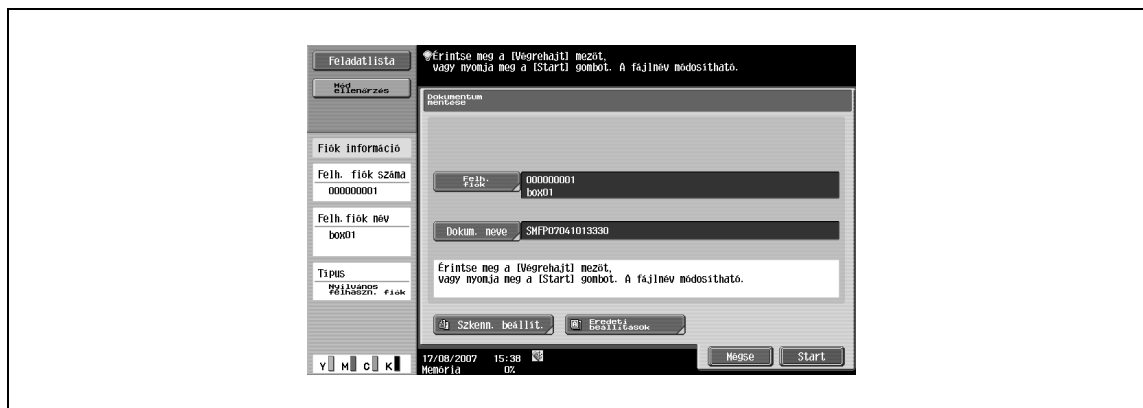 Feladatlista
Mód
ellenőrzés
Érintse meg a [Végrehajt] mezőt,
vagy nyomja meg a [Start] gombot. A fájlnév módosítható.
Dokumentum
mentése
Fiók információ
Felh. fiók száma
000000001
Felh. fiók név
box01
Típus
Nyilvános
felhaszn. fiók
Felh.
fiók
000000001
box01
Dokum. neve
SMFP07041013330
Érintse meg a [Végrehajt] mezőt,
vagy nyomja meg a [Start] gombot. A fájlnév módosítható.
Szkenn. beállít.
Eredeti
beállítások
Y M C K
17/08/2007 15:38
Memória 0%
Mégse
Start